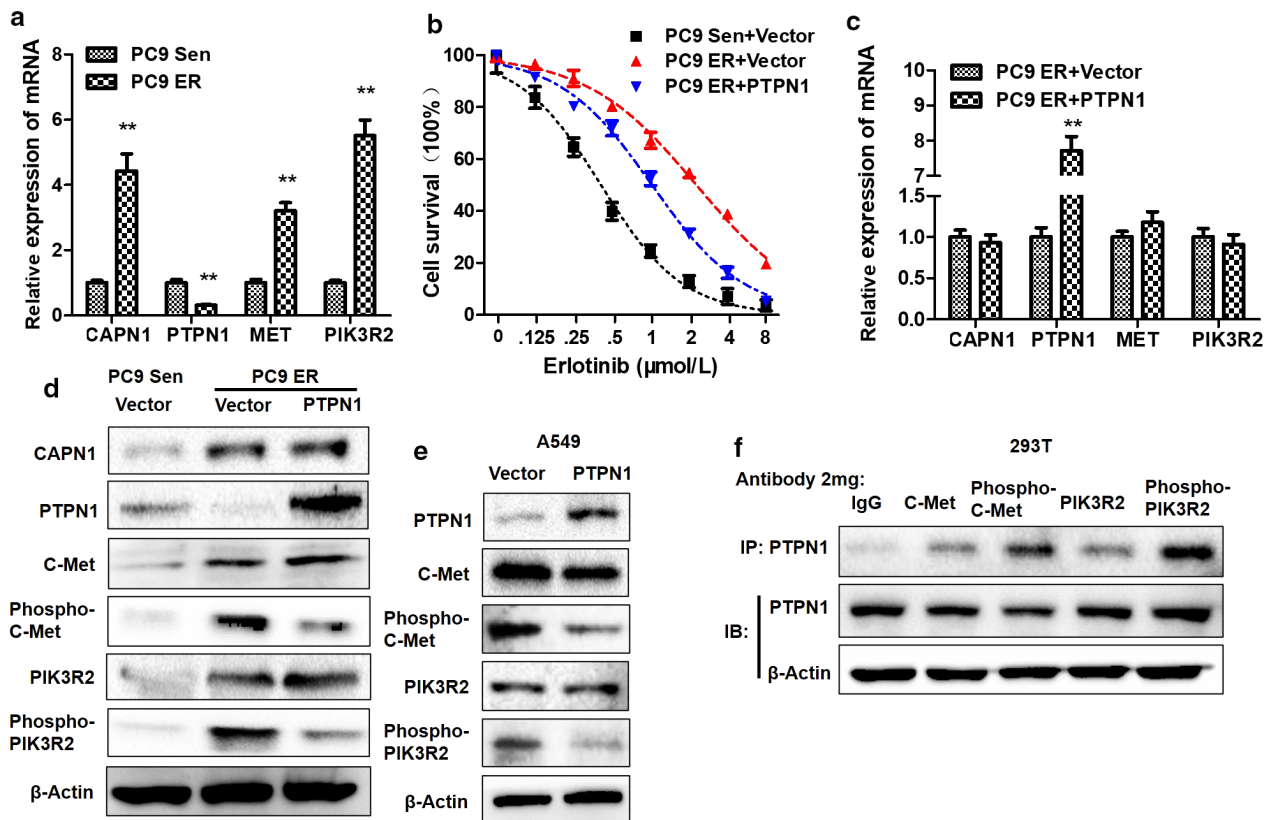 a
Relative expression of mRNA
8
6
4
2
0
PC9 Sen
PC9 ER
**
**
**
**
CAPN1 PTPN1 MET PIK3R2
b
Cell survival (100%)
100
80
60
40
20
0
PC9 Sen+Vector
PC9 ER+Vector
PC9 ER+PTPN1
0 .125 .25 .5 1 2 4 8
Erlotinib (μmol/L)
c
Relative expression of mRNA
10
9
8
7
1.5
1.0
0.5
0.0
PC9 ER+Vector
PC9 ER+PTPN1
**
CAPN1 PTPN1 MET PIK3R2
d
PC9 Sen PC9 ER
Vector Vector PTPN1
CAPN1
PTPN1
C-Met
Phospho-
C-Met
PIK3R2
Phospho-
PIK3R2
β-Actin
e
A549
Vector PTPN1
PTPN1
C-Met
Phospho-
C-Met
PIK3R2
Phospho-
PIK3R2
β-Actin
f
293T
Antibody 2mg:
IgG C-Met Phospho-
C-Met PIK3R2 Phospho-
PIK3R2
IP: PTPN1
IB:
PTPN1
β-Actin